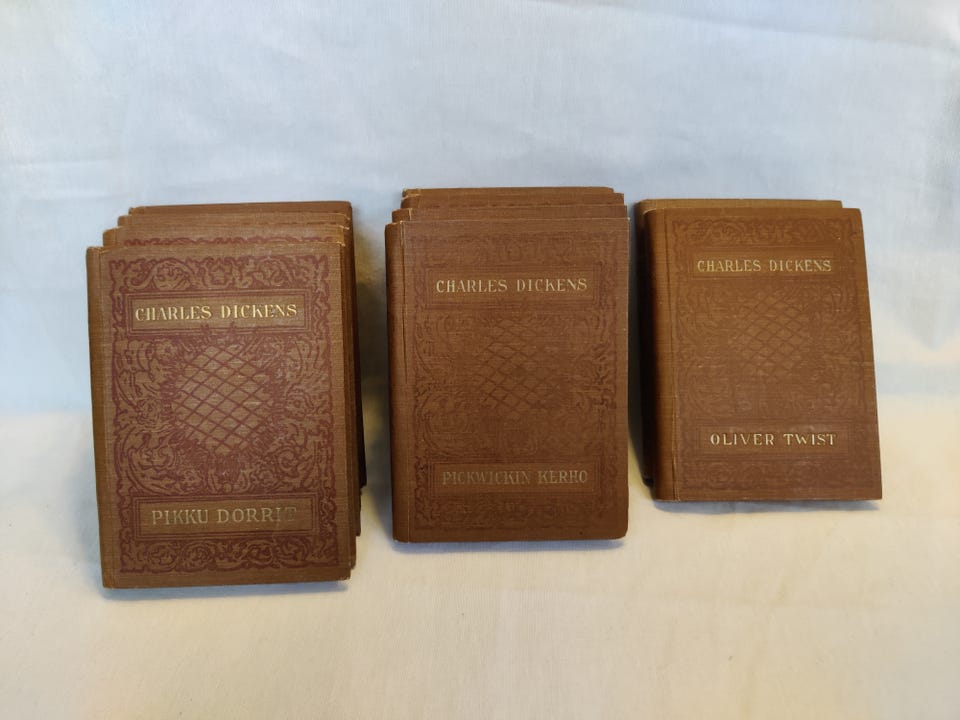 CHARLES DICKENS
PIKKU DORRIT
CHARLES DICKENS
PICKWICKIN KERHO
CHARLES DICKENS
OLIVER TWIST